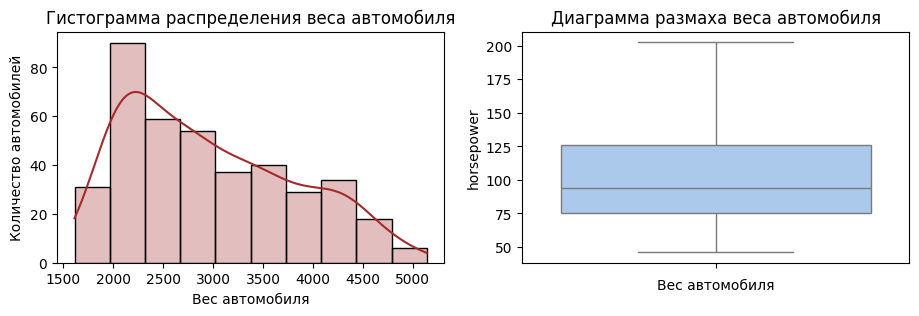 Гистограмма распределения веса автомобиля
Количество автомобилей
80
60
40
20
0
1500 2000 2500 3000 3500 4000 4500 5000
Вес автомобиля
Диаграмма размаха веса автомобиля
horsepower
200
175
150
125
100
75
50
Вес автомобиля